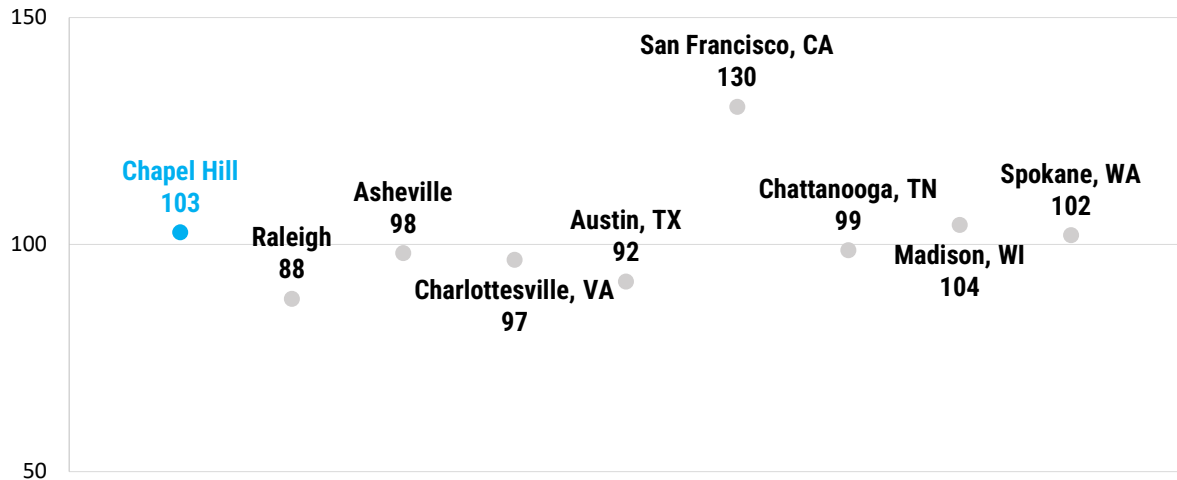 150
San Francisco, CA
130
Chapel Hill
103
Asheville
98
Chattanooga, TN
99
Spokane, WA
102
Raleigh
88
Austin, TX
92
100
Madison, WI
104
Charlottesville, VA
97
50